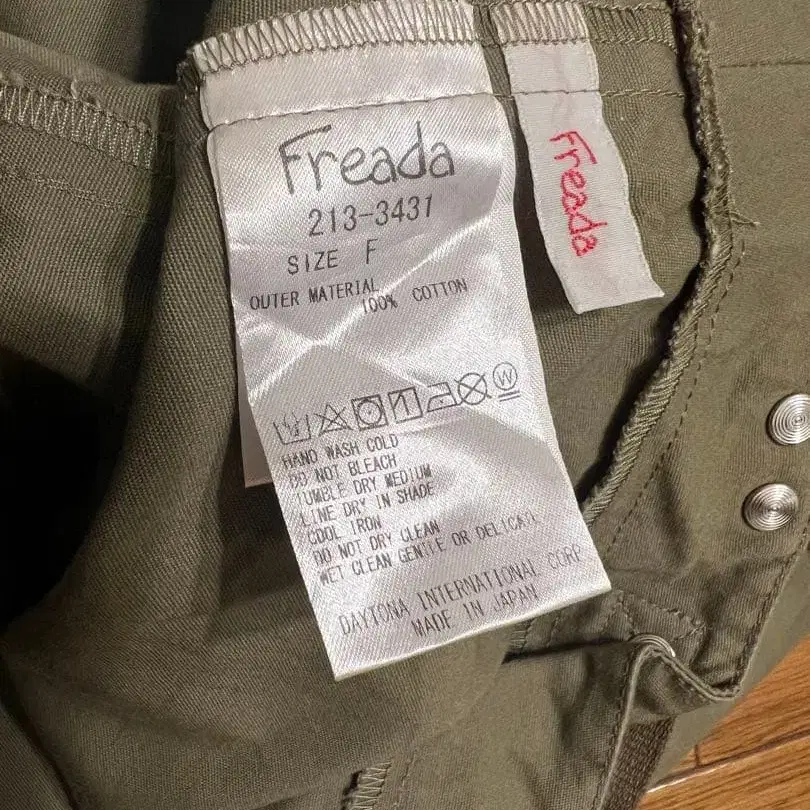 Freada
213-3431
SIZE F
OUTER MATERIAL
100% COTTON
W
HAND WASH COLD
DO NOT BLEACH
TUMBLE DRY MEDIUM
LINE DRY IN SHADE
COOL IRON
DO NOT DRY CLEAN
WET CLEAN GENTLE OR DELICATE
DAYTONA INTERNATIONAL CORP
MADE IN JAPAN
Freada